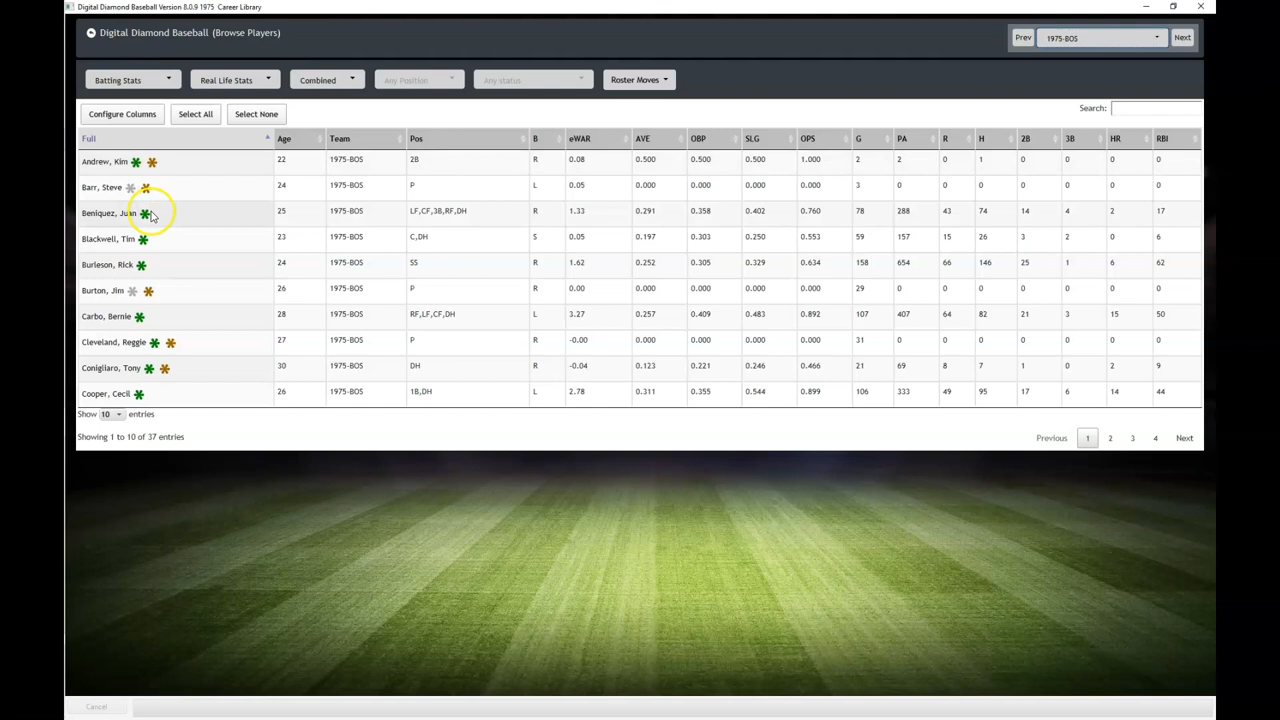 Digital Diamond Baseball Version 8.0.9 1975 Career Library
Digital Diamond Baseball (Browse Players)
Prev 1975-BOS Next
Batting Stats Real Life Stats Combined Any Position Any status Roster Moves
Configure Columns Select All Select None Search:
Full Age Team Pos B eWAR AVE OBP SLG OPS G PA R H 2B 3B HR RBI
Andrew, Kim 22 1975-BOS 2B R 0.08 0.500 0.500 0.500 1.000 2 2 0 1 0 0 0 0
Barr, Steve 24 1975-BOS P L 0.05 0.000 0.000 0.000 0.000 3 0 0 0 0 0 0 0
Beniquez, Juan 25 1975-BOS LF,CF,3B,RF,DH R 1.33 0.291 0.358 0.402 0.760 78 288 43 74 14 4 2 17
Blackwell, Tim 23 1975-BOS C,DH S 0.05 0.197 0.303 0.250 0.553 59 157 15 26 3 2 0 6
Burleson, Rick 24 1975-BOS SS R 1.62 0.252 0.305 0.329 0.634 158 654 66 146 25 1 6 62
Burton, Jim 26 1975-BOS P R 0.00 0.000 0.000 0.000 0.000 29 0 0 0 0 0 0 0
Carbo, Bernie 28 1975-BOS RF,LF,CF,DH L 3.27 0.257 0.409 0.483 0.892 107 407 64 82 21 3 15 50
Cleveland, Reggie 27 1975-BOS P R -0.00 0.000 0.000 0.000 0.000 31 0 0 0 0 0 0 0
Conigliaro, Tony 30 1975-BOS DH R -0.04 0.123 0.221 0.246 0.466 21 69 8 7 1 0 2 9
Cooper, Cecil 26 1975-BOS 1B,DH L 2.78 0.311 0.355 0.544 0.899 106 333 49 95 17 6 14 44
Show 10 entries
Showing 1 to 10 of 37 entries Previous 1 2 3 4 Next
Cancel